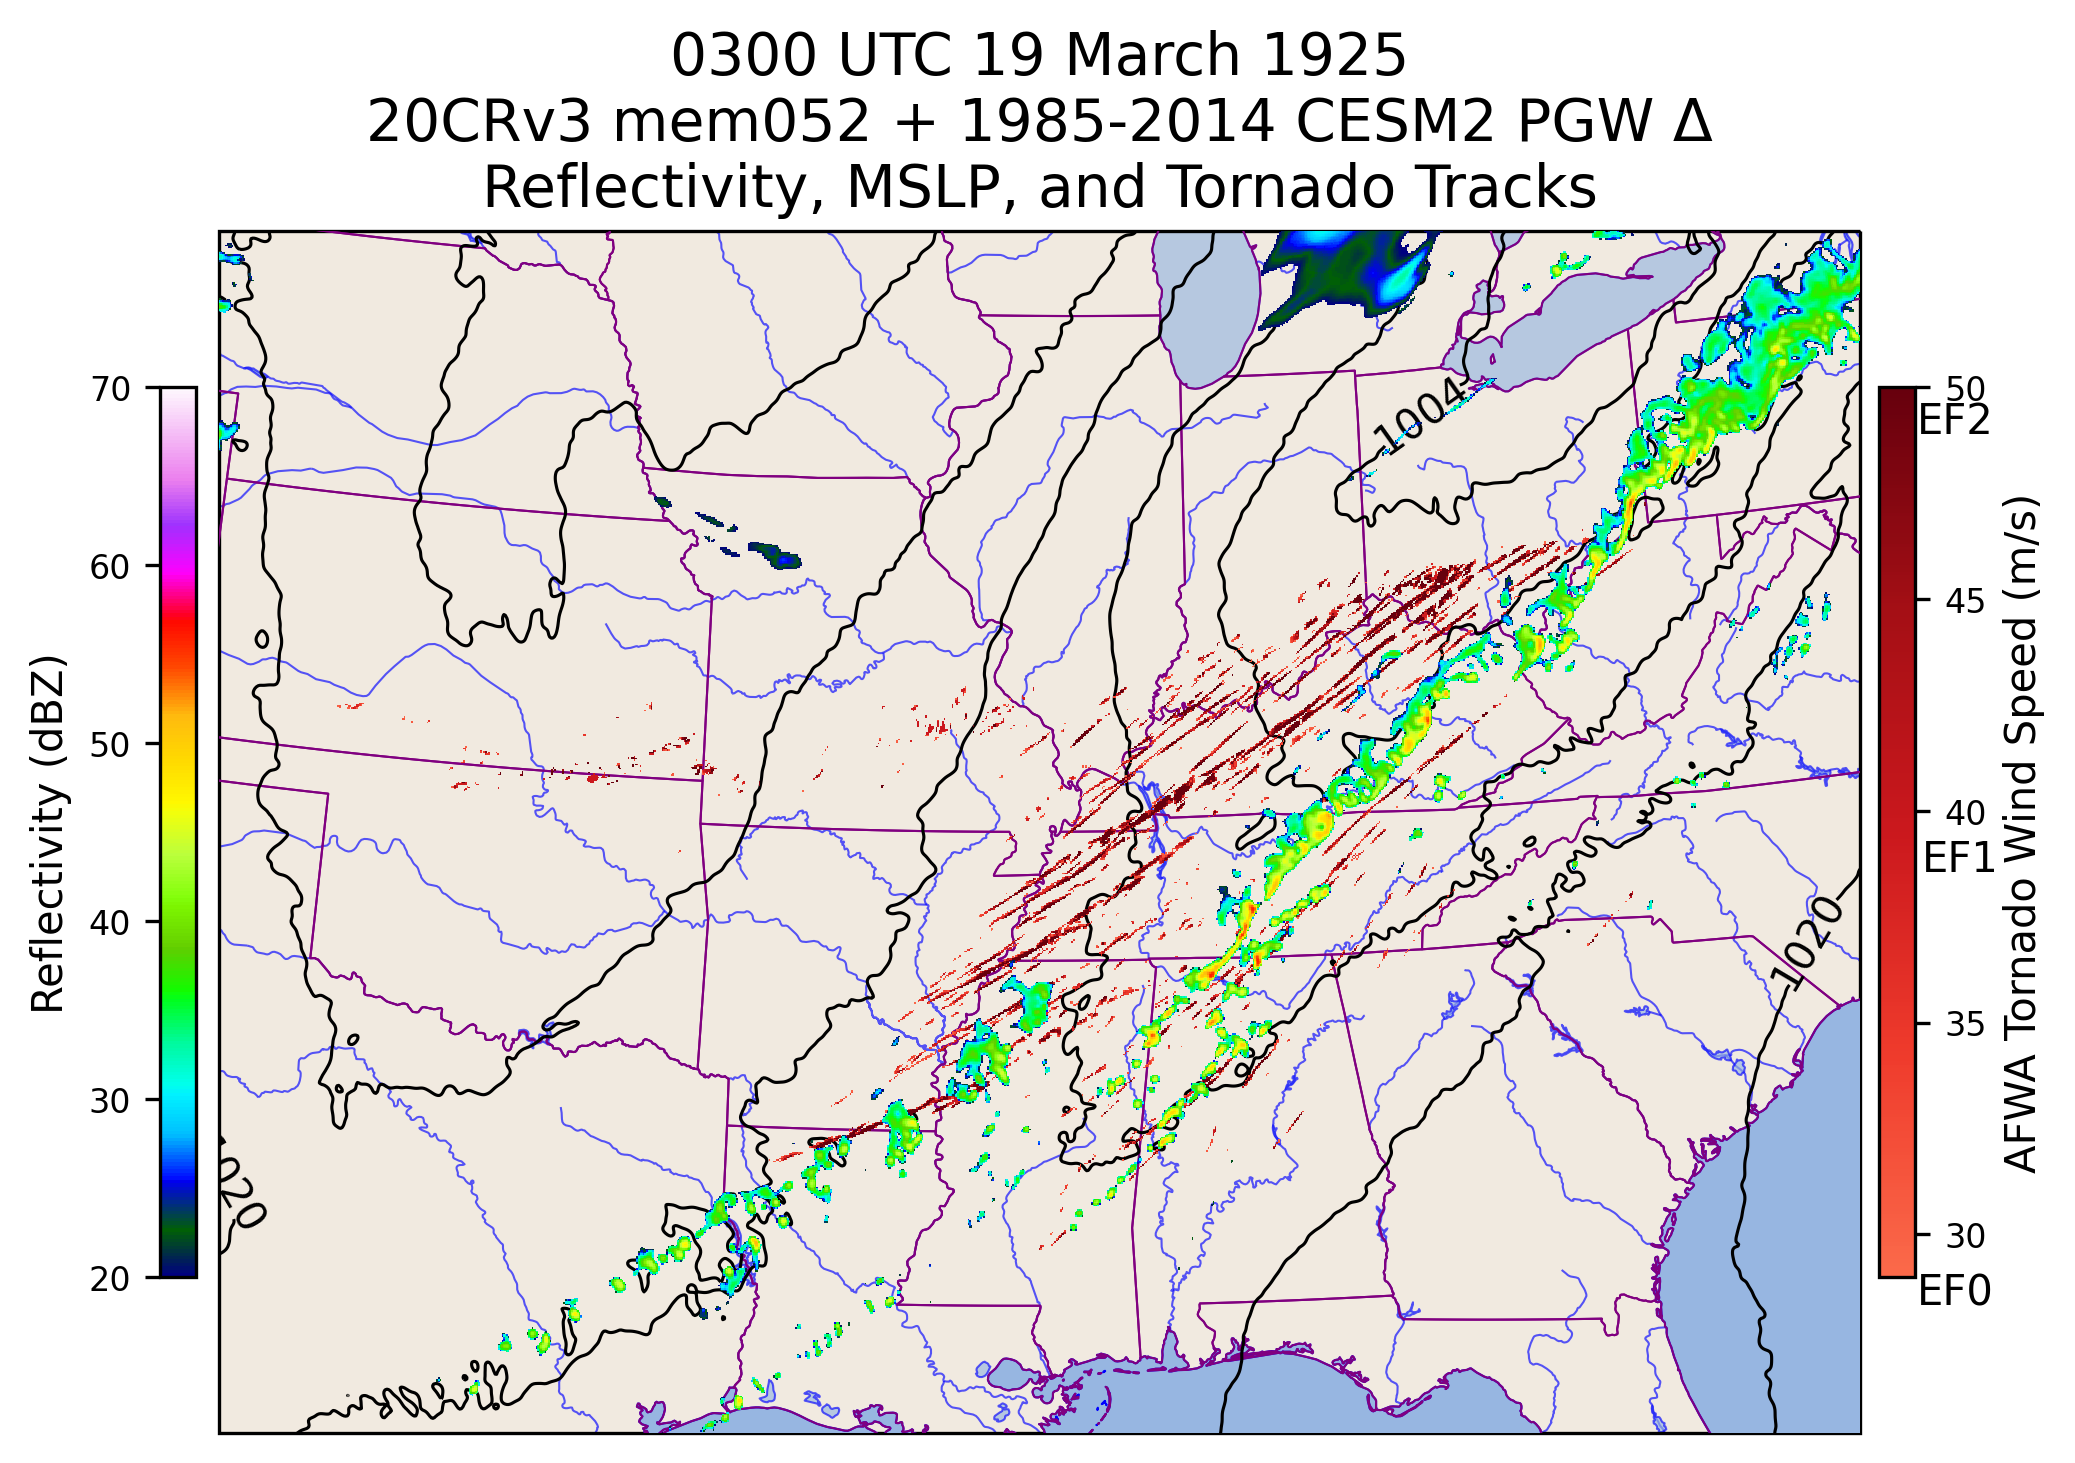 0300 UTC 19 March 1925
20CRv3 mem052 + 1985-2014 CESM2 PGW Δ
Reflectivity, MSLP, and Tornado Tracks
70
60
50
40
30
20
Reflectivity (dBZ)
1004
1020
020
50
EF2
45
40
EF1
35
30
EF0
AFWA Tornado Wind Speed (m/s)